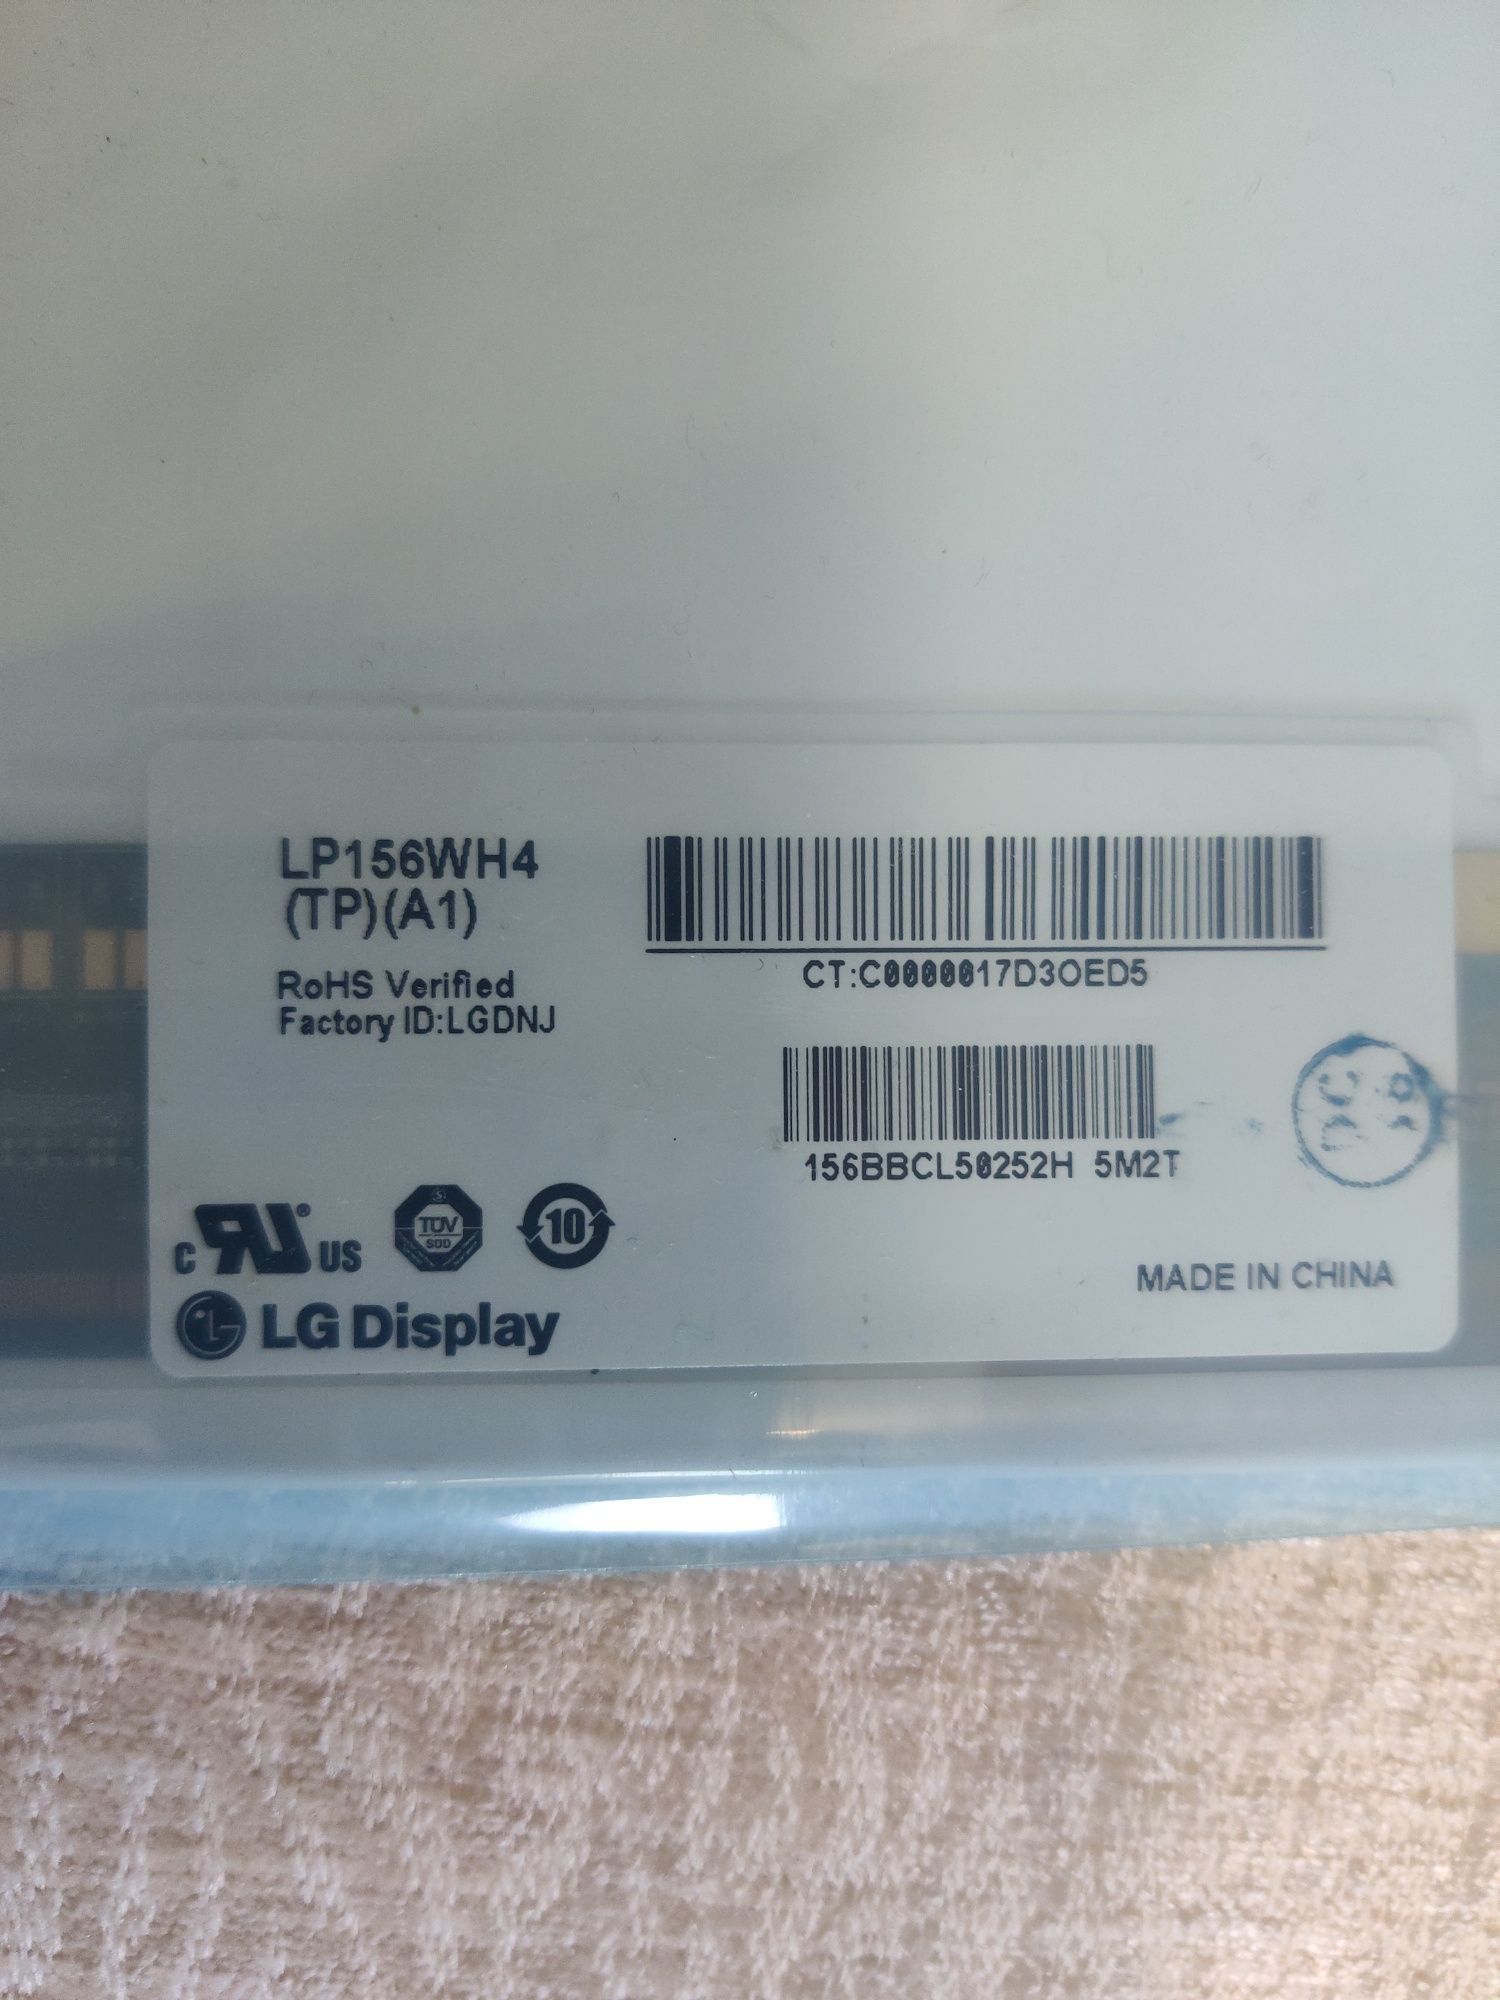 LP156WH4
(TP)(A1)
RoHS Verified
Factory ID:LGDNJ
CT:C0000017D3OED5
156BBCL50252H 5M2T
C RU® US
TÜV
SÜD
10
LG Display
MADE IN CHINA